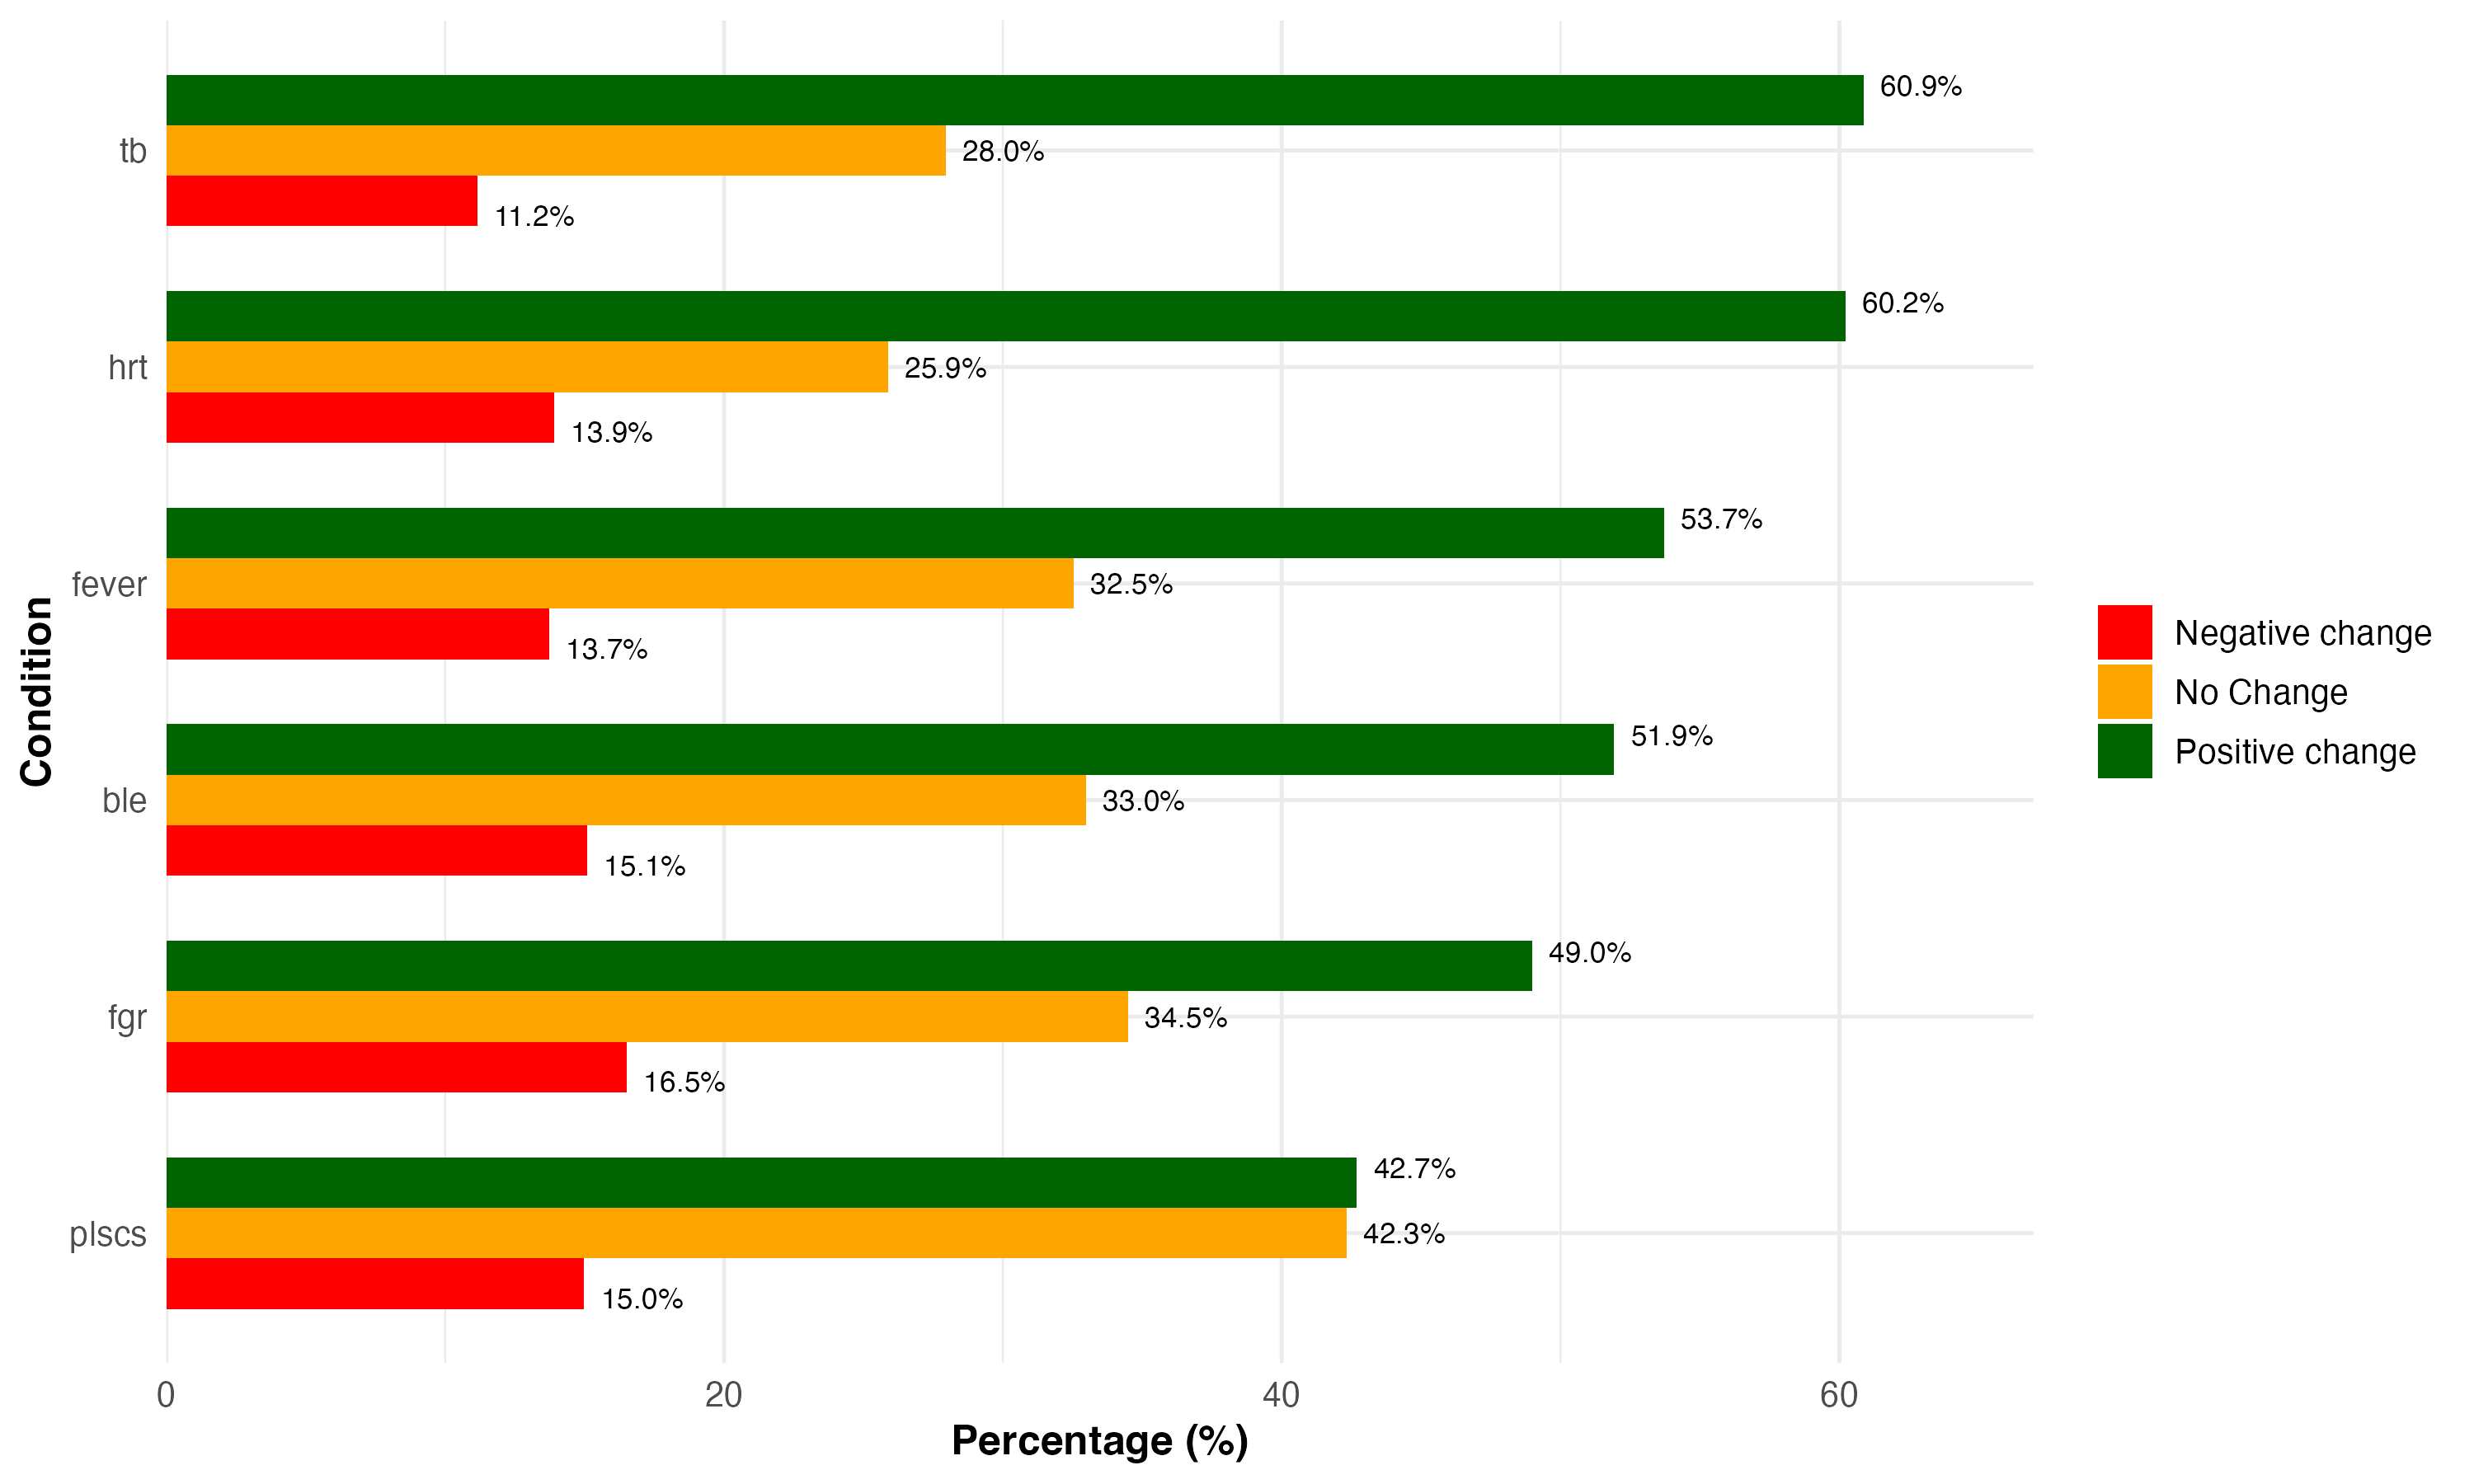 60.9%
tb
28.0%
11.2%
60.2%
hrt
25.9%
13.9%
53.7%
fever
32.5%
13.7%
51.9%
ble
33.0%
15.1%
49.0%
fgr
34.5%
16.5%
42.7%
plscs
42.3%
15.0%
0 20 40 60
Percentage (%)
Condition
Negative change
No Change
Positive change